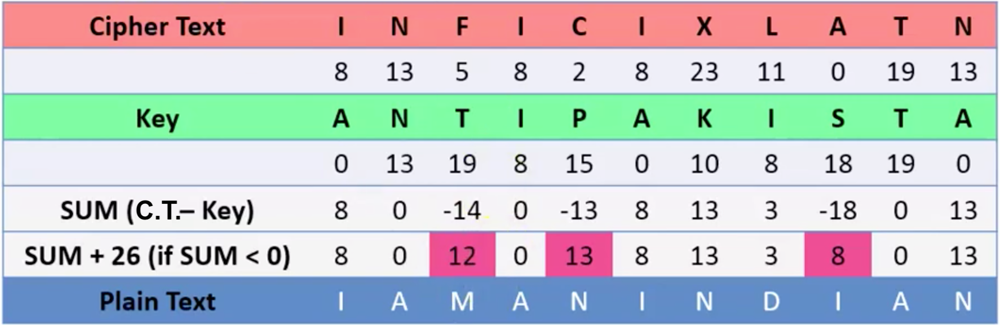 Cipher Text I N F I C I X L A T N
8 13 5 8 2 8 23 11 0 19 13
Key A N T I P A K I S T A
0 13 19 8 15 0 10 8 18 19 0
SUM (C.T.– Key) 8 0 -14 0 -13 8 13 3 -18 0 13
SUM + 26 (if SUM < 0) 8 0 12 0 13 8 13 3 8 0 13
Plain Text I A M A N I N D I A N